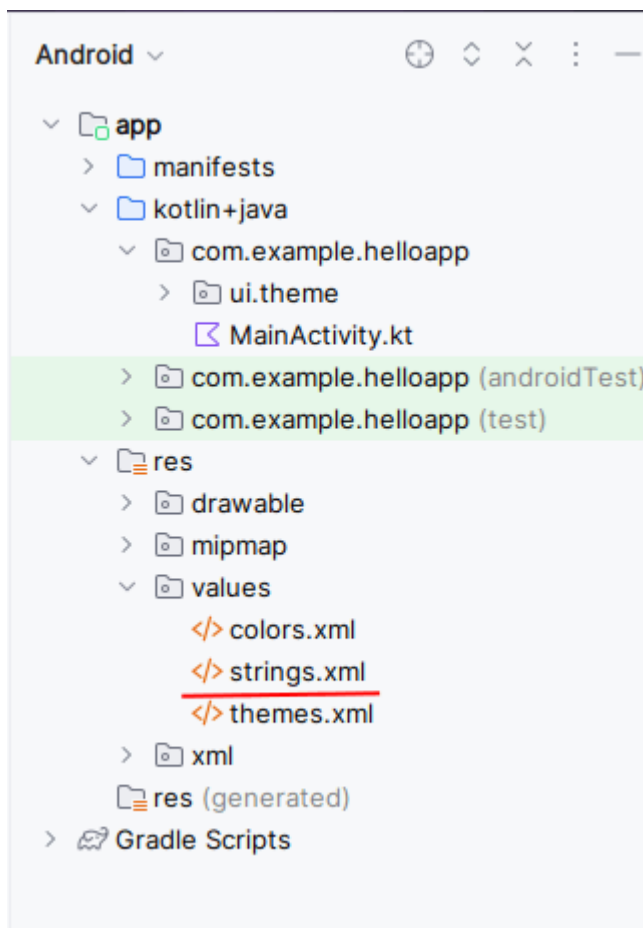 Android
app
manifests
kotlin+java
com.example.helloapp
ui.theme
MainActivity.kt
com.example.helloapp (androidTest)
com.example.helloapp (test)
res
drawable
mipmap
values
colors.xml
strings.xml
themes.xml
xml
res (generated)
Gradle Scripts